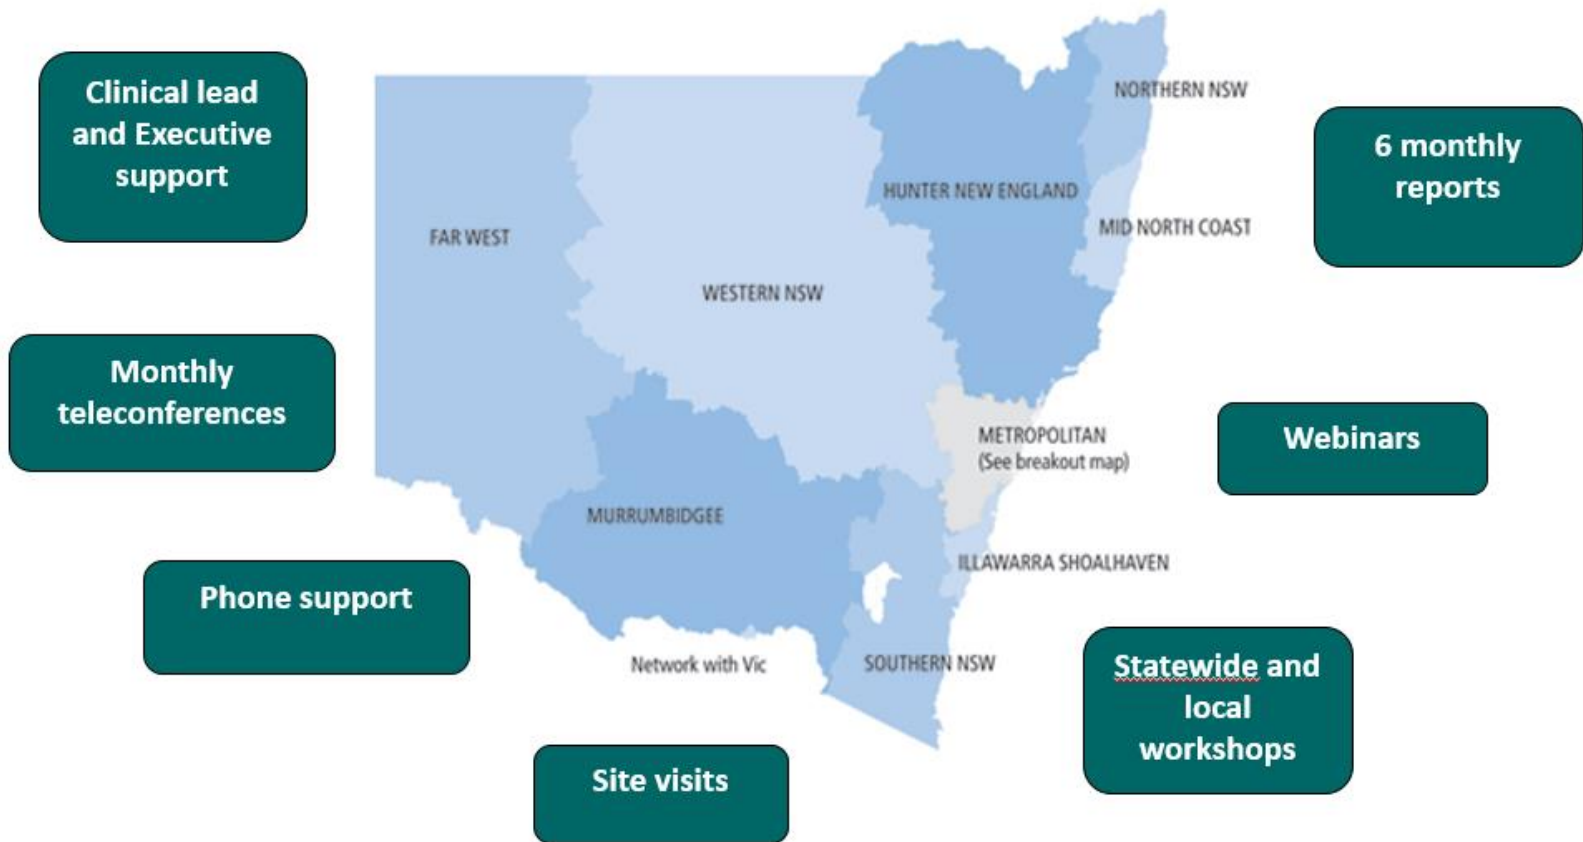 Clinical lead
and Executive
support
NORTHERN NSW
6 monthly
reports
HUNTER NEW ENGLAND
MID NORTH COAST
FAR WEST
WESTERN NSW
Monthly
teleconferences
METROPOLITAN
(See breakout map)
Webinars
MURRUMBIDGEE
ILLAWARRA SHOALHAVEN
Phone support
Network with Vic
SOUTHERN NSW
Statewide and
local
workshops
Site visits